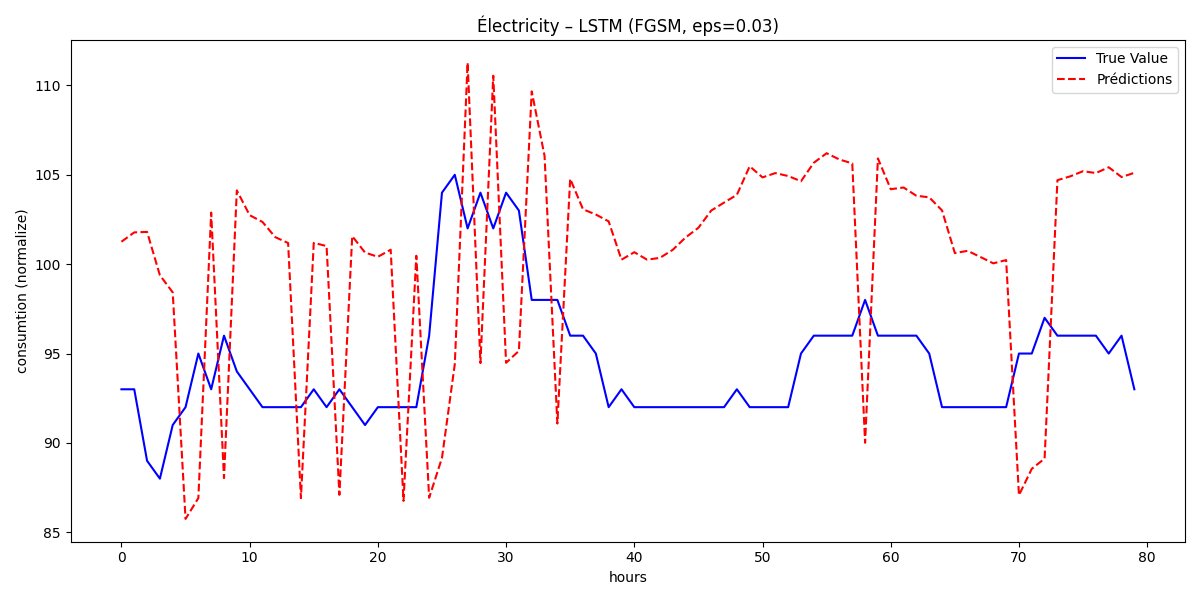 Électricity – LSTM (FGSM, eps=0.03)
True Value
Prédictions
consumtion (normalize)
110
105
100
95
90
85
0 10 20 30 40 50 60 70 80
hours